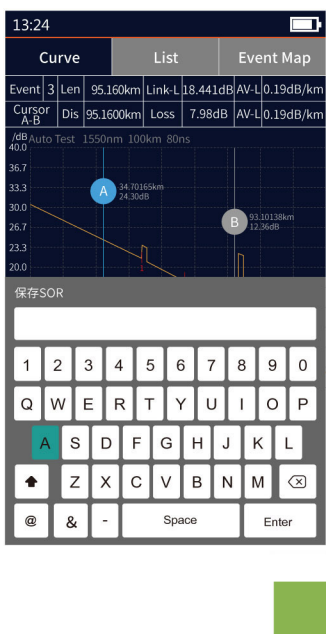 13:24
Curve List Event Map
Event 3 Len 95.160km Link-L 18.441dB AV-L 0.19dB/km
Cursor A-B Dis 95.1600km Loss 7.98dB AV-L 0.19dB/km
/dB Auto Test 1550nm 100km 80ns
40.0
36.7
33.3
A 34.70165km
24.30dB
30.0
B 93.10138km
12.36dB
26.7
23.3
20.0
保存SOR
1 2 3 4 5 6 7 8 9 0
Q W E R T Y U I O P
A S D F G H J K L
Z X C V B N M
@ & - Space Enter